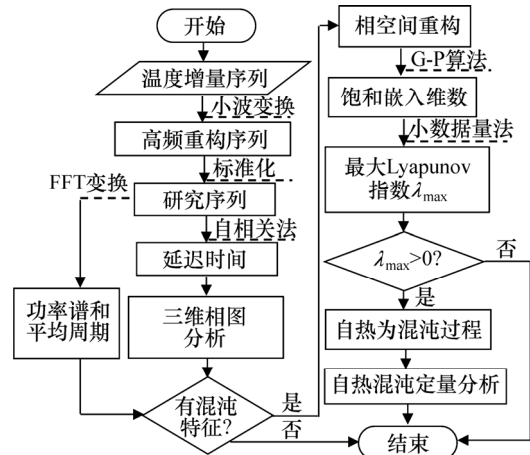 开始
温度增量序列
小波变换
高频重构序列
标准化
FFT变换
研究序列
自相关法
延迟时间
功率谱和
平均周期
三维相图
分析
有混沌
特征?
是
否
相空间重构
G-P算法
饱和嵌入维数
小数据量法
最大Lyapunov
指数λmax
λmax>0?
否
是
自热为混沌过程
自热混沌定量分析
结束